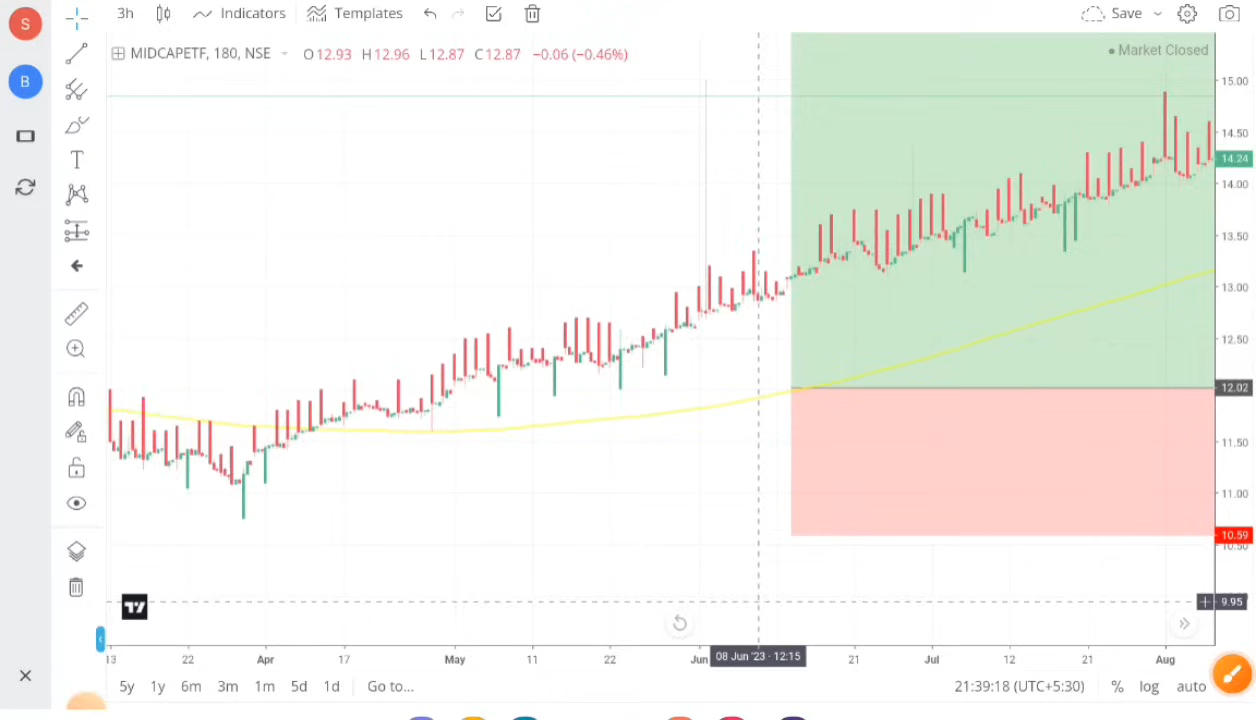 S
3h Indicators Templates Save
B
MIDCAPETF, 180, NSE O12.93 H12.96 L12.87 C12.87 −0.06 (−0.46%)
Market Closed
15.00
14.50
14.24
14.00
13.50
13.00
12.50
12.02
11.50
11.00
10.59
10.50
9.95
13 22 Apr 17 May 11 22 Jun 08 Jun '23 - 12:15 21 Jul 12 21 Aug
5y 1y 6m 3m 1m 5d 1d Go to... 21:39:18 (UTC+5:30) % log auto